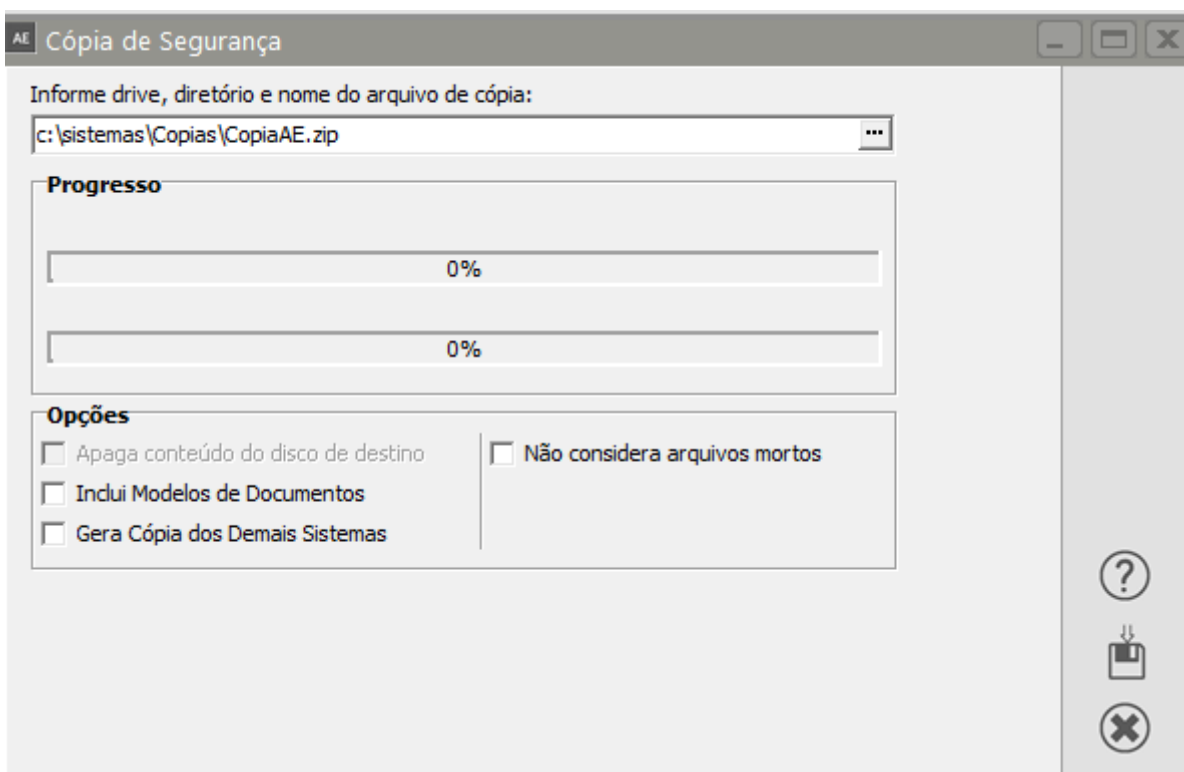 AE Cópia de Segurança
Informe drive, diretório e nome do arquivo de cópia:
c:\sistemas\Copias\CopiaAE.zip ...
Progresso
0%
0%
Opções
Apaga conteúdo do disco de destino
Não considera arquivos mortos
Inclui Modelos de Documentos
Gera Cópia dos Demais Sistemas
?